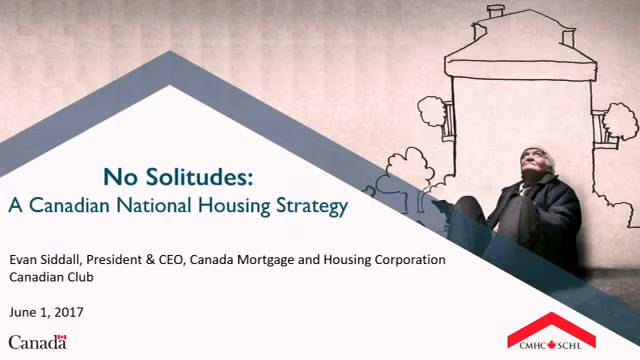 No Solitudes:
A Canadian National Housing Strategy
Evan Siddall, President & CEO, Canada Mortgage and Housing Corporation
Canadian Club
June 1, 2017
Canada
CMHC SCHL